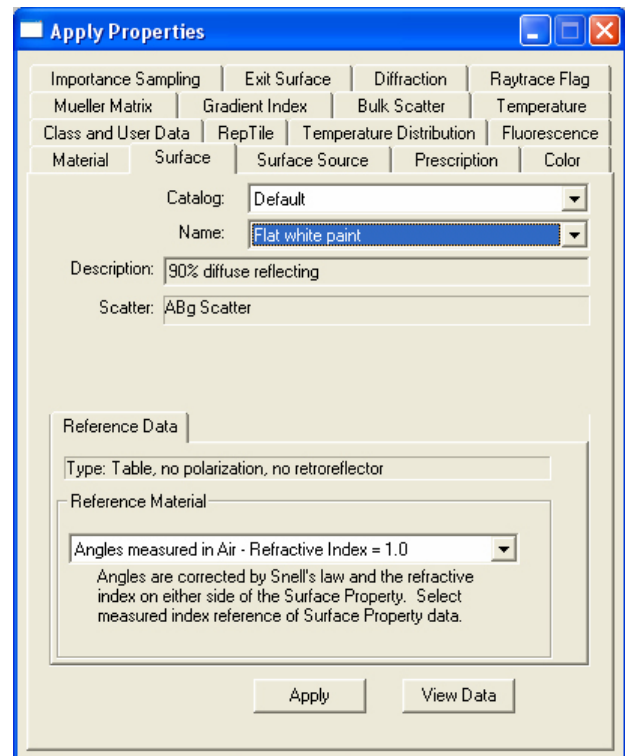 Apply Properties
Importance Sampling Exit Surface Diffraction Raytrace Flag
Mueller Matrix Gradient Index Bulk Scatter Temperature
Class and User Data RepTile Temperature Distribution Fluorescence
Material Surface Surface Source Prescription Color
Catalog: Default
Name: Flat white paint
Description: 90% diffuse reflecting
Scatter: ABg Scatter
Reference Data
Type: Table, no polarization, no retroreflector
Reference Material
Angles measured in Air - Refractive Index = 1.0
Angles are corrected by Snell's law and the refractive
index on either side of the Surface Property. Select
measured index reference of Surface Property data.
Apply View Data